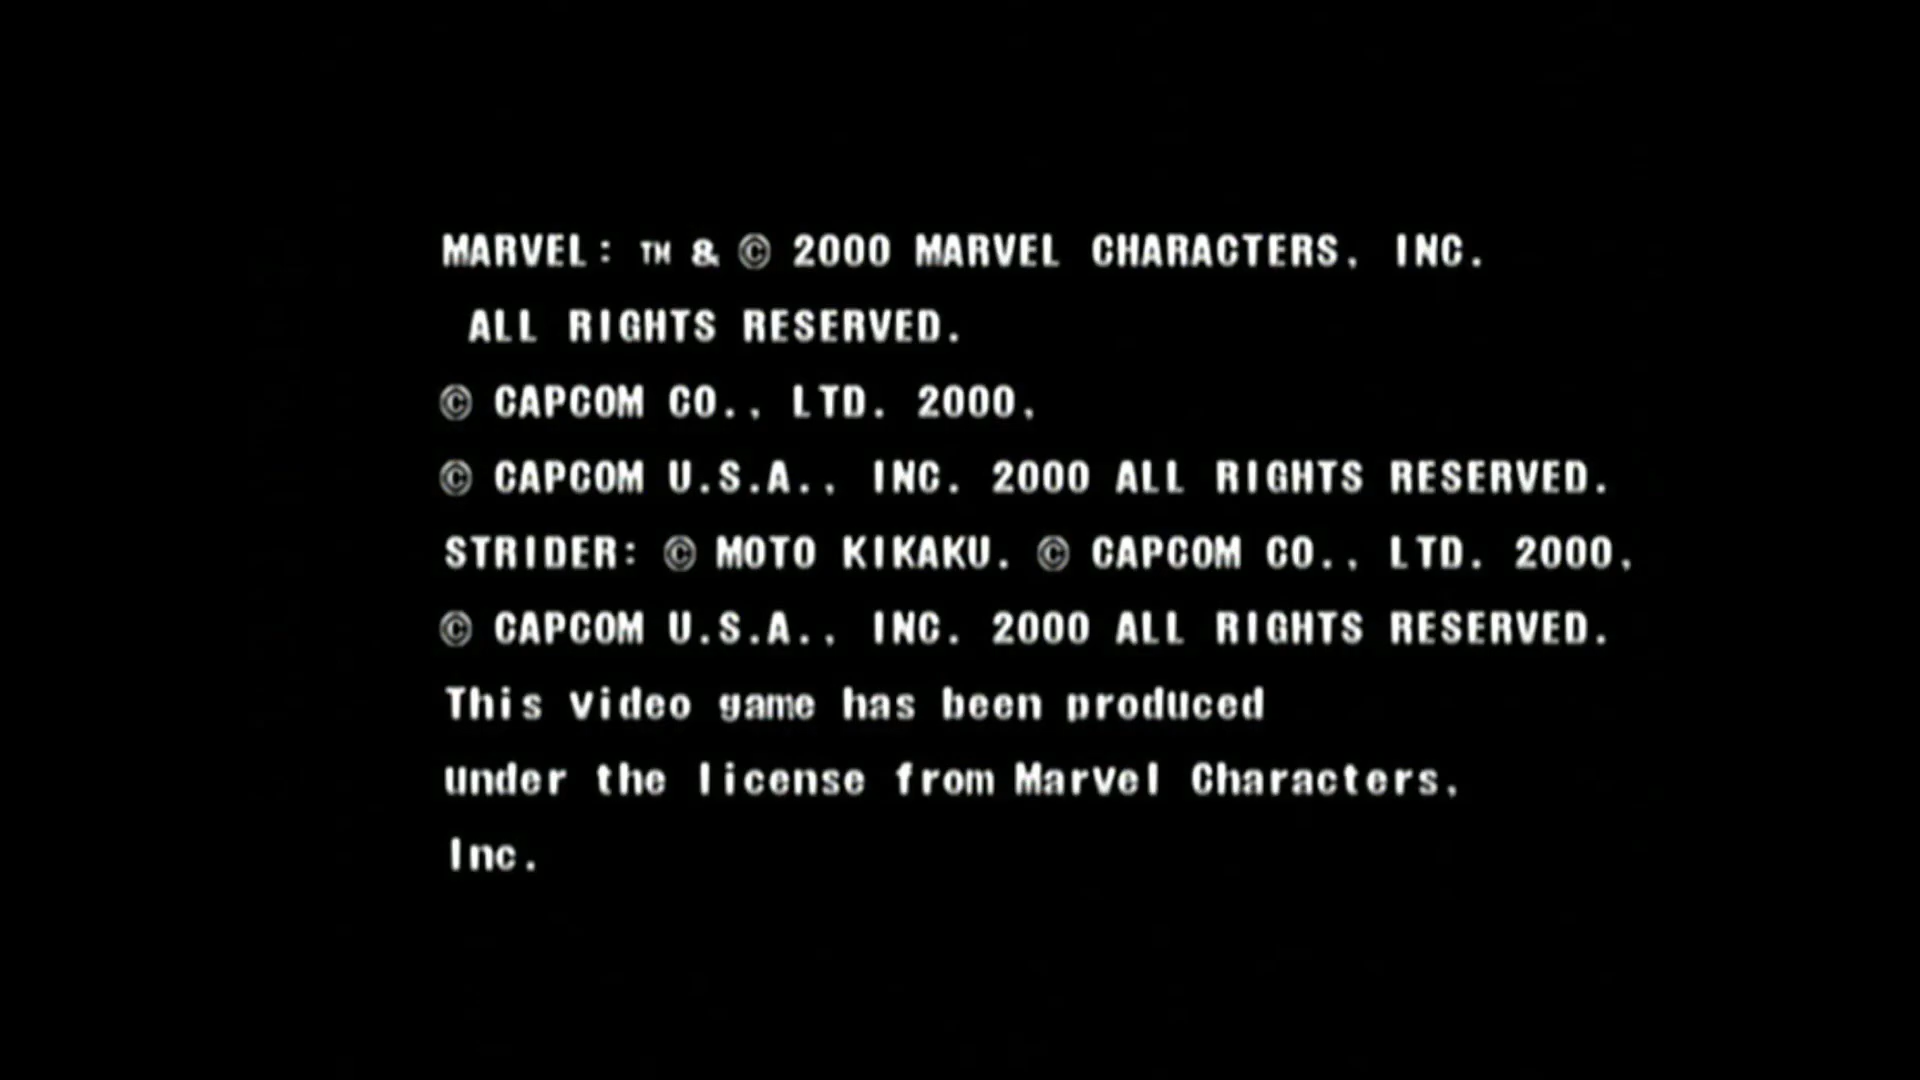 MARVEL: ™ & © 2000 MARVEL CHARACTERS, INC.
ALL RIGHTS RESERVED.
© CAPCOM CO., LTD. 2000,
© CAPCOM U.S.A., INC. 2000 ALL RIGHTS RESERVED.
STRIDER: © MOTO KIKAKU. © CAPCOM CO., LTD. 2000,
© CAPCOM U.S.A., INC. 2000 ALL RIGHTS RESERVED.
This video game has been produced
under the license from Marvel Characters,
Inc.